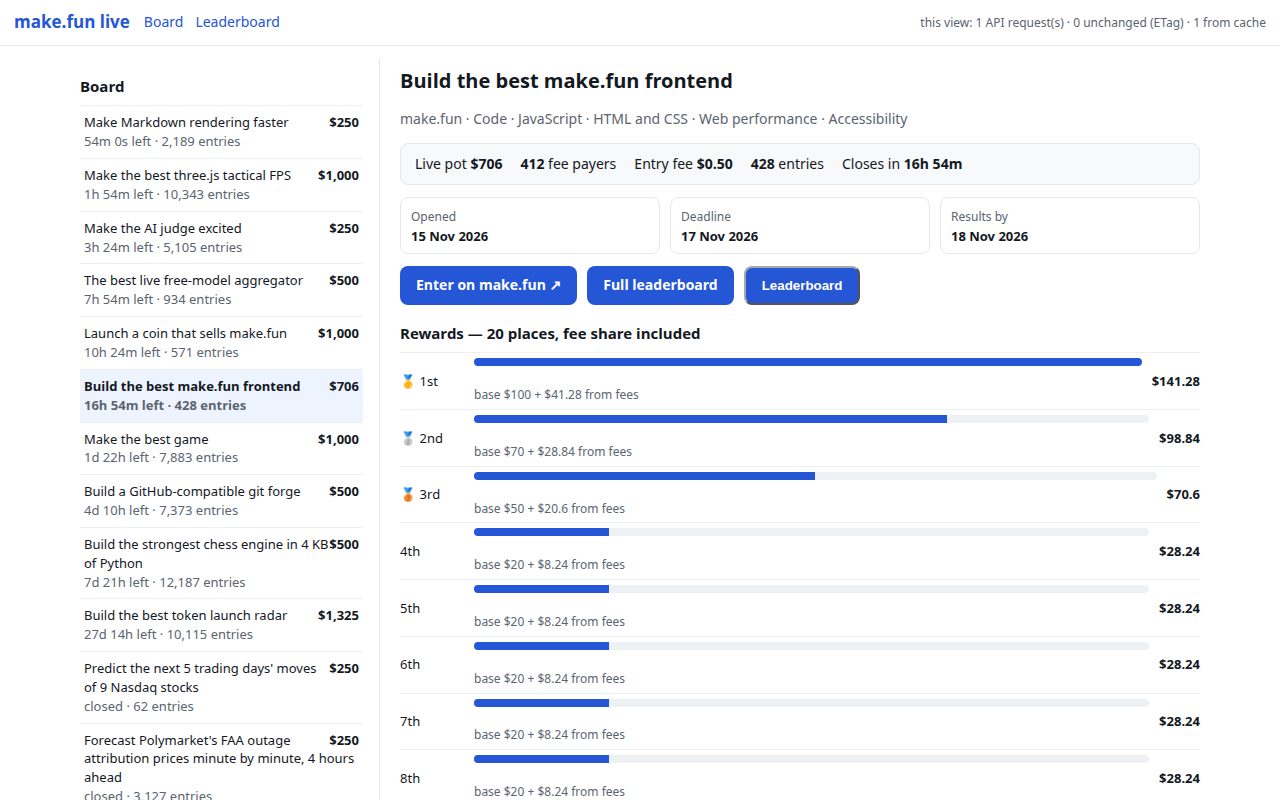 make.fun live Board Leaderboard this view: 1 API request(s) · 0 unchanged (ETag) · 1 from cache
Board
Make Markdown rendering faster $250
54m 0s left · 2,189 entries
Make the best three.js tactical FPS $1,000
1h 54m left · 10,343 entries
Make the AI judge excited $250
3h 24m left · 5,105 entries
The best live free-model aggregator $500
7h 54m left · 934 entries
Launch a coin that sells make.fun $1,000
10h 24m left · 571 entries
Build the best make.fun frontend $706
16h 54m left · 428 entries
Make the best game $1,000
1d 22h left · 7,883 entries
Build a GitHub-compatible git forge $500
4d 10h left · 7,373 entries
Build the strongest chess engine in 4 KB $500
of Python
7d 21h left · 12,187 entries
Build the best token launch radar $1,325
27d 14h left · 10,115 entries
Predict the next 5 trading days' moves $250
of 9 Nasdaq stocks
closed · 62 entries
Forecast Polymarket's FAA outage $250
attribution prices minute by minute, 4 hours
ahead
closed · 3,127 entries
Build the best make.fun frontend
make.fun · Code · JavaScript · HTML and CSS · Web performance · Accessibility
Live pot $706 412 fee payers Entry fee $0.50 428 entries Closes in 16h 54m
Opened
15 Nov 2026
Deadline
17 Nov 2026
Results by
18 Nov 2026
Enter on make.fun ↗ Full leaderboard Leaderboard
Rewards — 20 places, fee share included
🥇 1st $141.28
base $100 + $41.28 from fees
🥈 2nd $98.84
base $70 + $28.84 from fees
🥉 3rd $70.6
base $50 + $20.6 from fees
4th $28.24
base $20 + $8.24 from fees
5th $28.24
base $20 + $8.24 from fees
6th $28.24
base $20 + $8.24 from fees
7th $28.24
base $20 + $8.24 from fees
8th $28.24
base $20 + $8.24 from fees